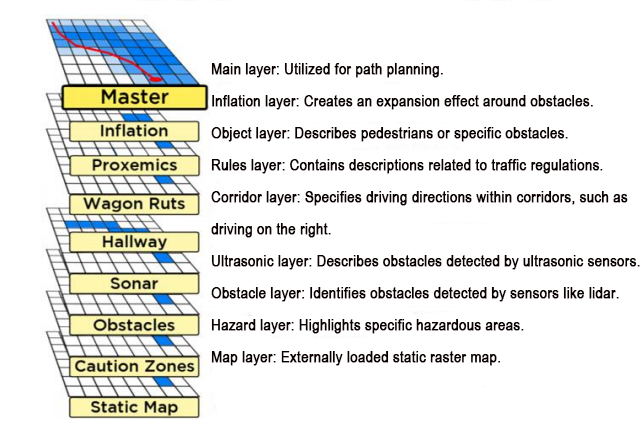 Master
Inflation
Proxemics
Wagon Ruts
Hallway
Sonar
Obstacles
Caution Zones
Static Map
Main layer: Utilized for path planning.
Inflation layer: Creates an expansion effect around obstacles.
Object layer: Describes pedestrians or specific obstacles.
Rules layer: Contains descriptions related to traffic regulations.
Corridor layer: Specifies driving directions within corridors, such as
driving on the right.
Ultrasonic layer: Describes obstacles detected by ultrasonic sensors.
Obstacle layer: Identifies obstacles detected by sensors like lidar.
Hazard layer: Highlights specific hazardous areas.
Map layer: Externally loaded static raster map.